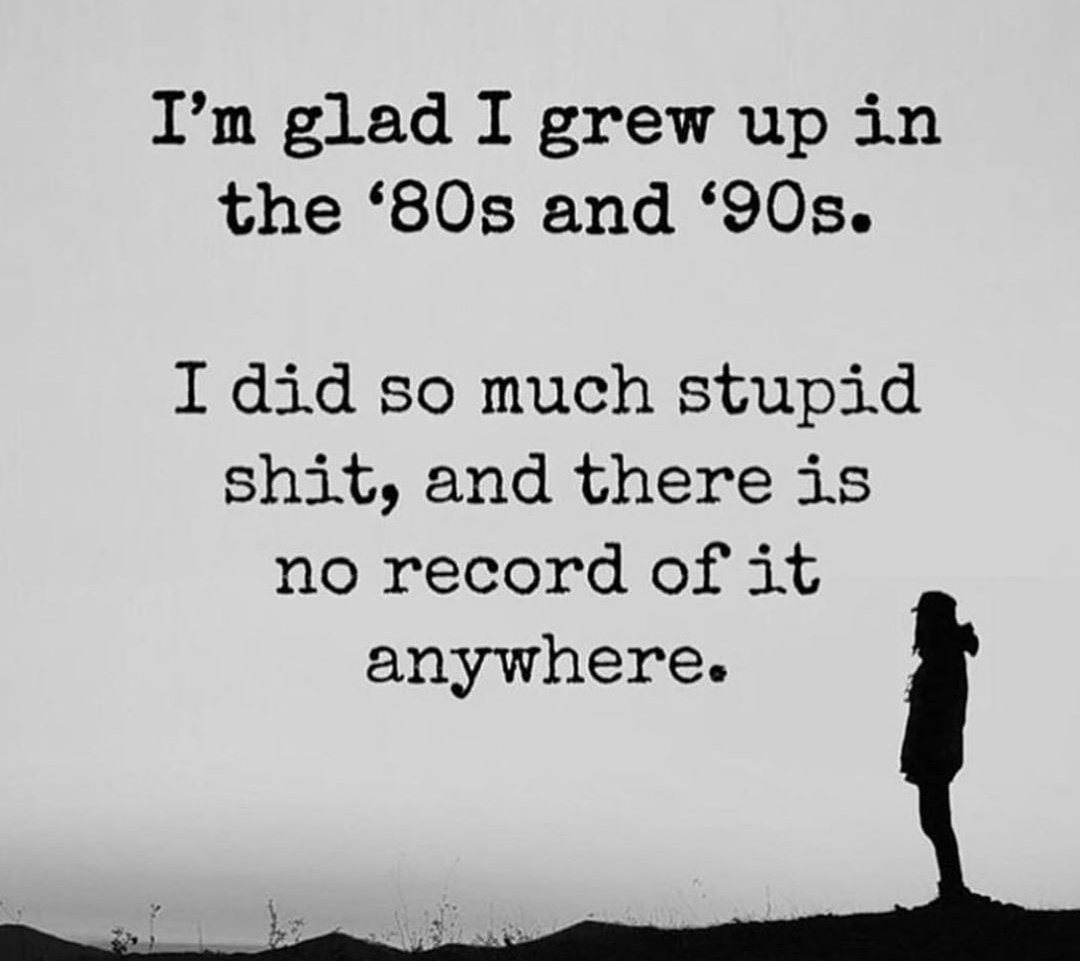 I’m glad I grew up in
the ‘80s and ‘90s.
I did so much stupid
shit, and there is
no record of it
anywhere.